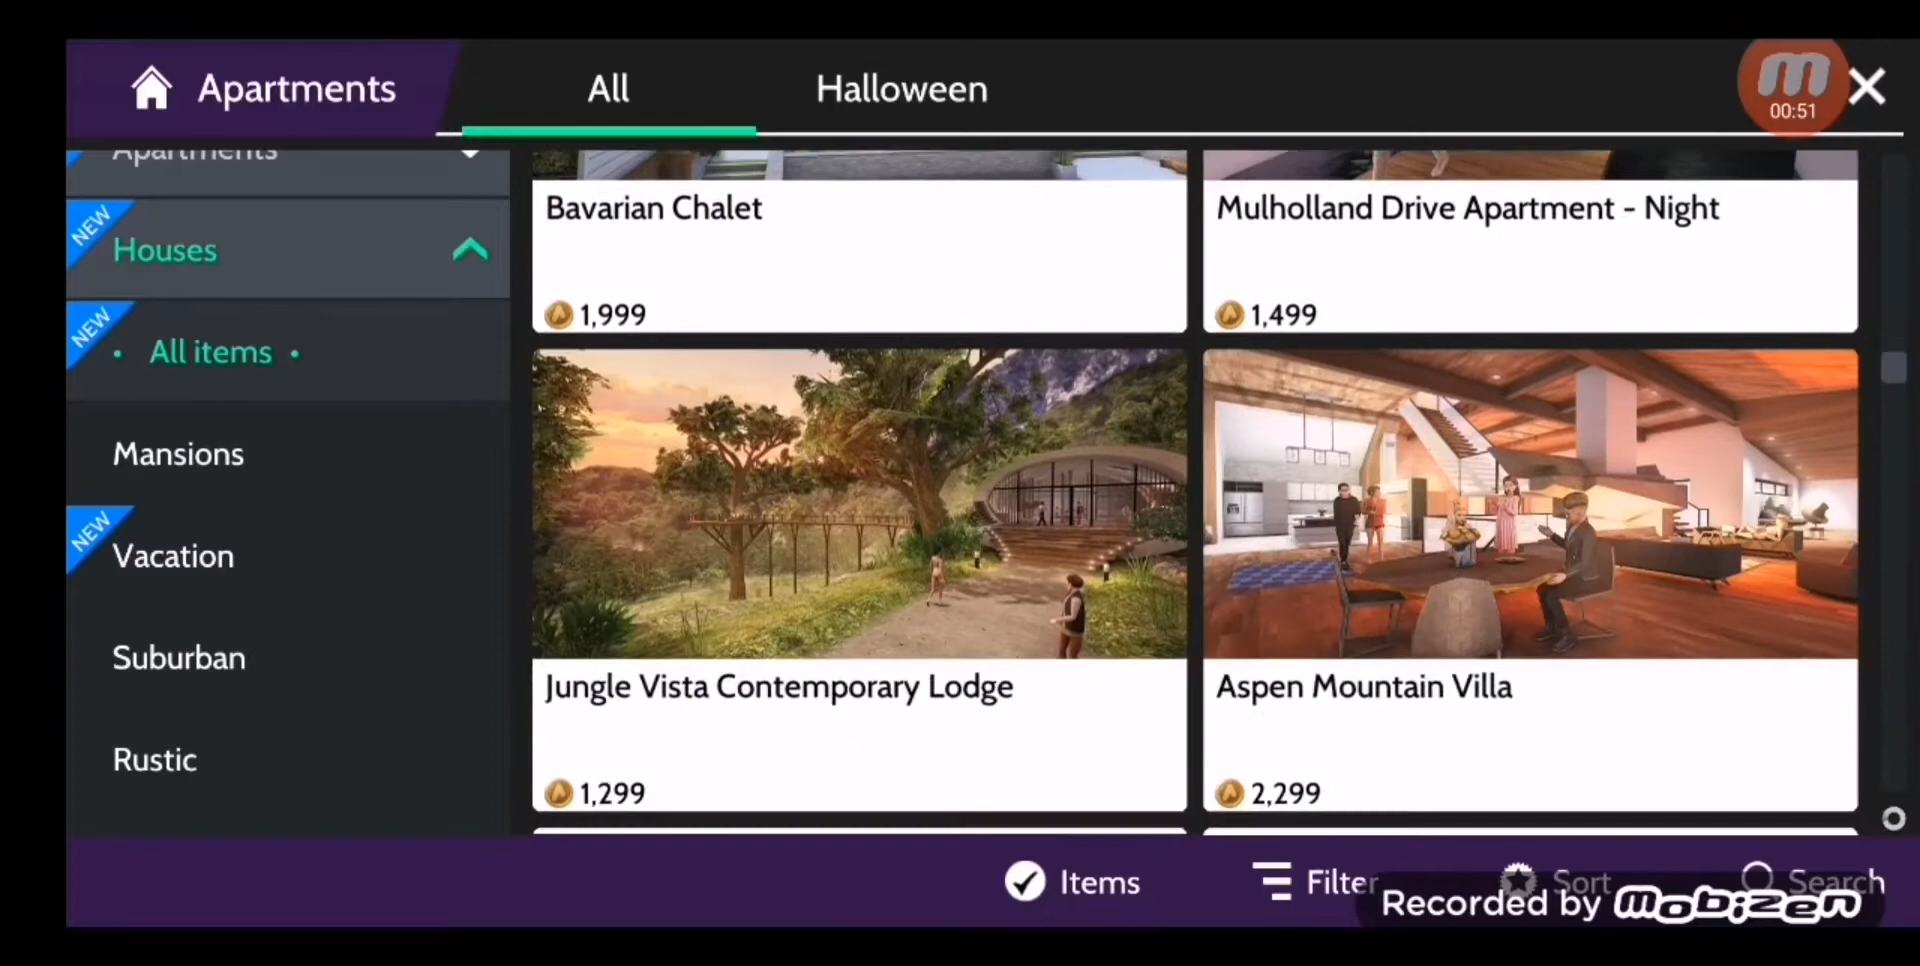 Apartments
All
Halloween
00:51
Apartments
NEW
Houses
NEW
• All items •
Mansions
NEW
Vacation
Suburban
Rustic
Bavarian Chalet
1,999
Mulholland Drive Apartment - Night
1,499
Jungle Vista Contemporary Lodge
1,299
Aspen Mountain Villa
2,299
Items
Filter
Sort
Search
Recorded by mobizen